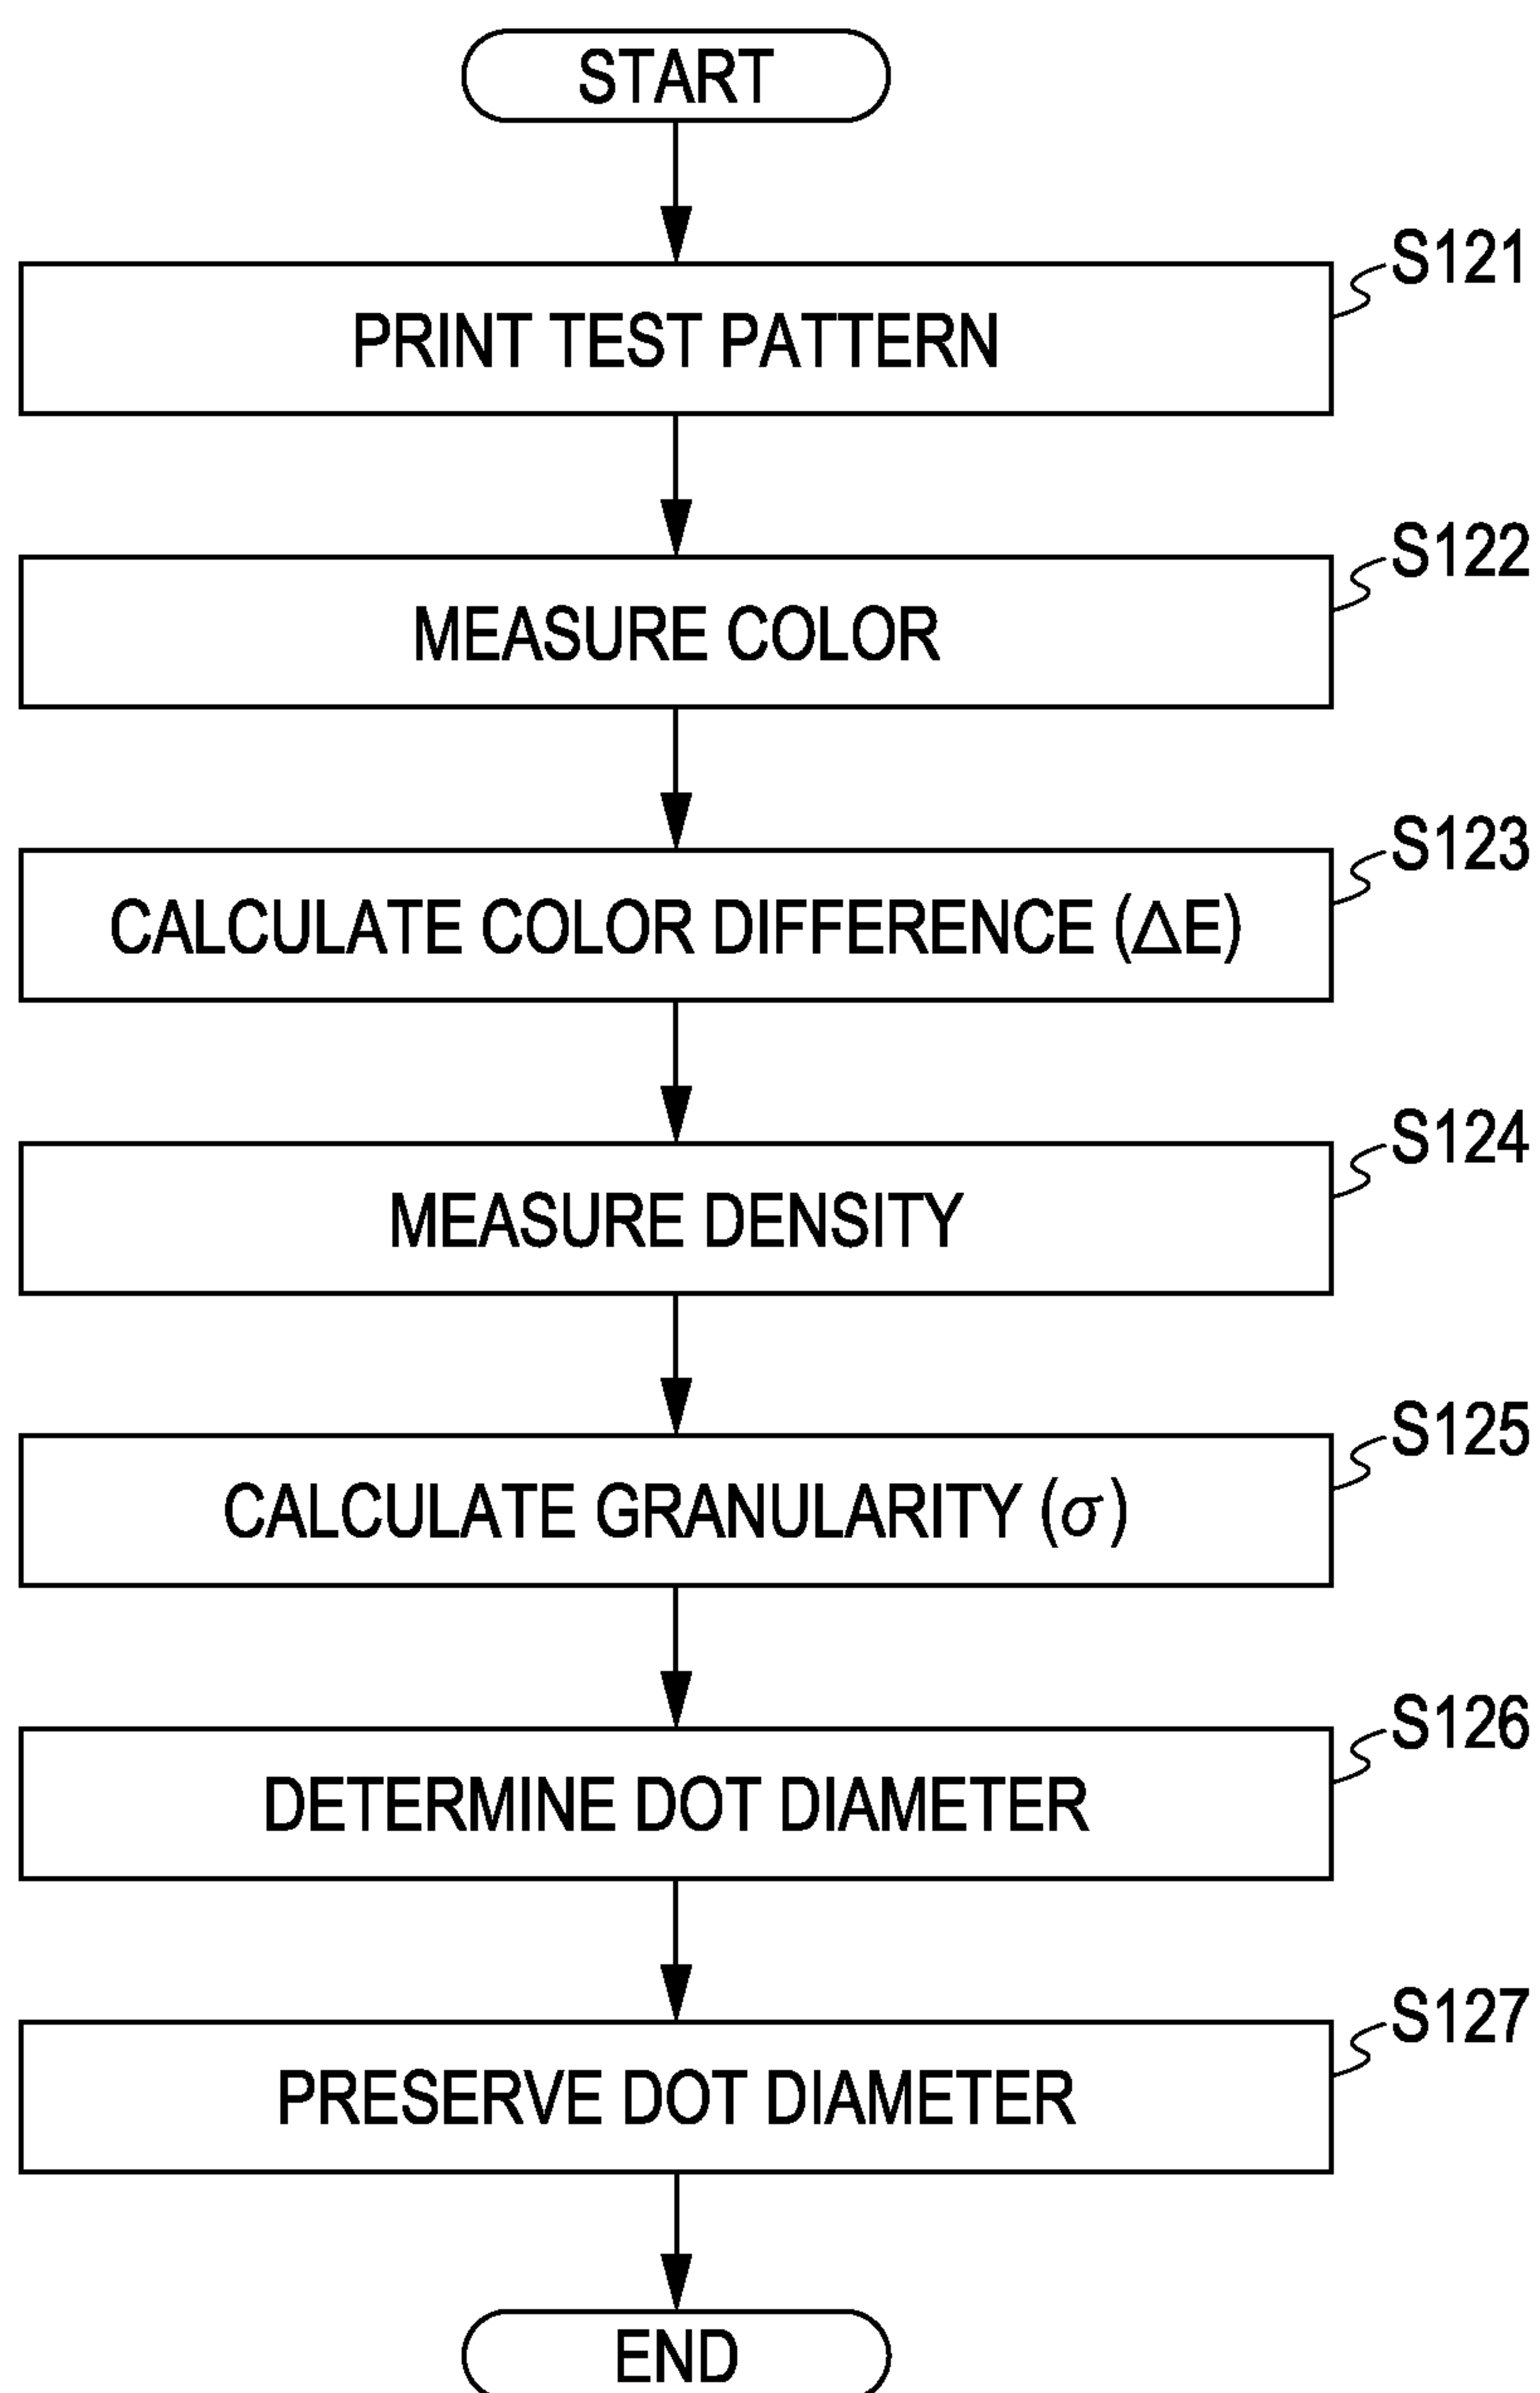 START
S121
PRINT TEST PATTERN
S122
MEASURE COLOR
S123
CALCULATE COLOR DIFFERENCE (ΔE)
S124
MEASURE DENSITY
S125
CALCULATE GRANULARITY (σ)
S126
DETERMINE DOT DIAMETER
S127
PRESERVE DOT DIAMETER
END